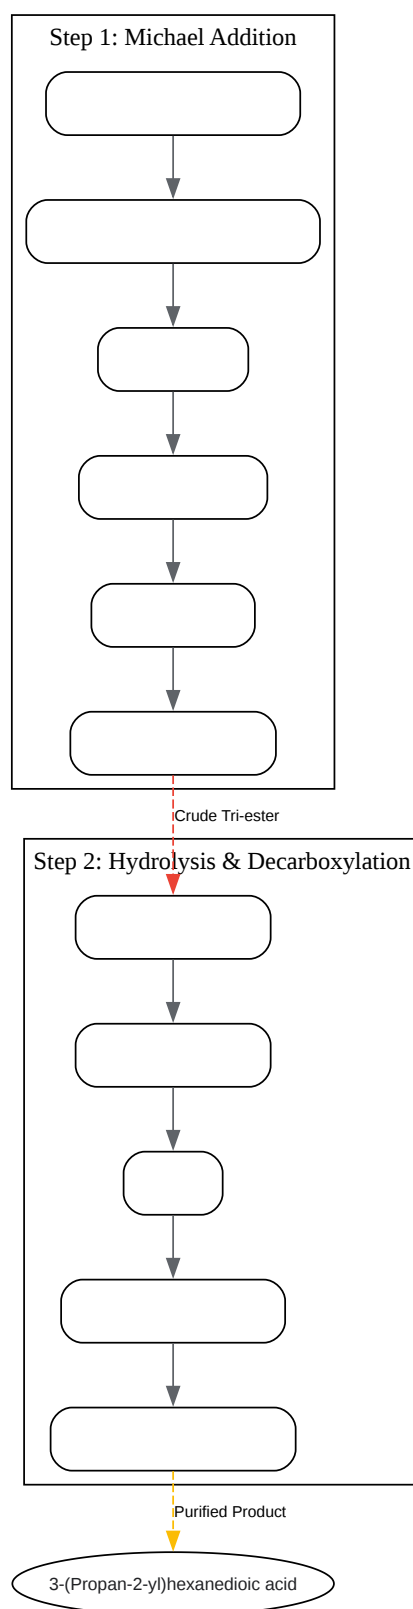 Step 1: Michael Addition
Crude Tri-ester
Step 2: Hydrolysis & Decarboxylation
Purified Product
3-(Propan-2-yl)hexanedioic acid